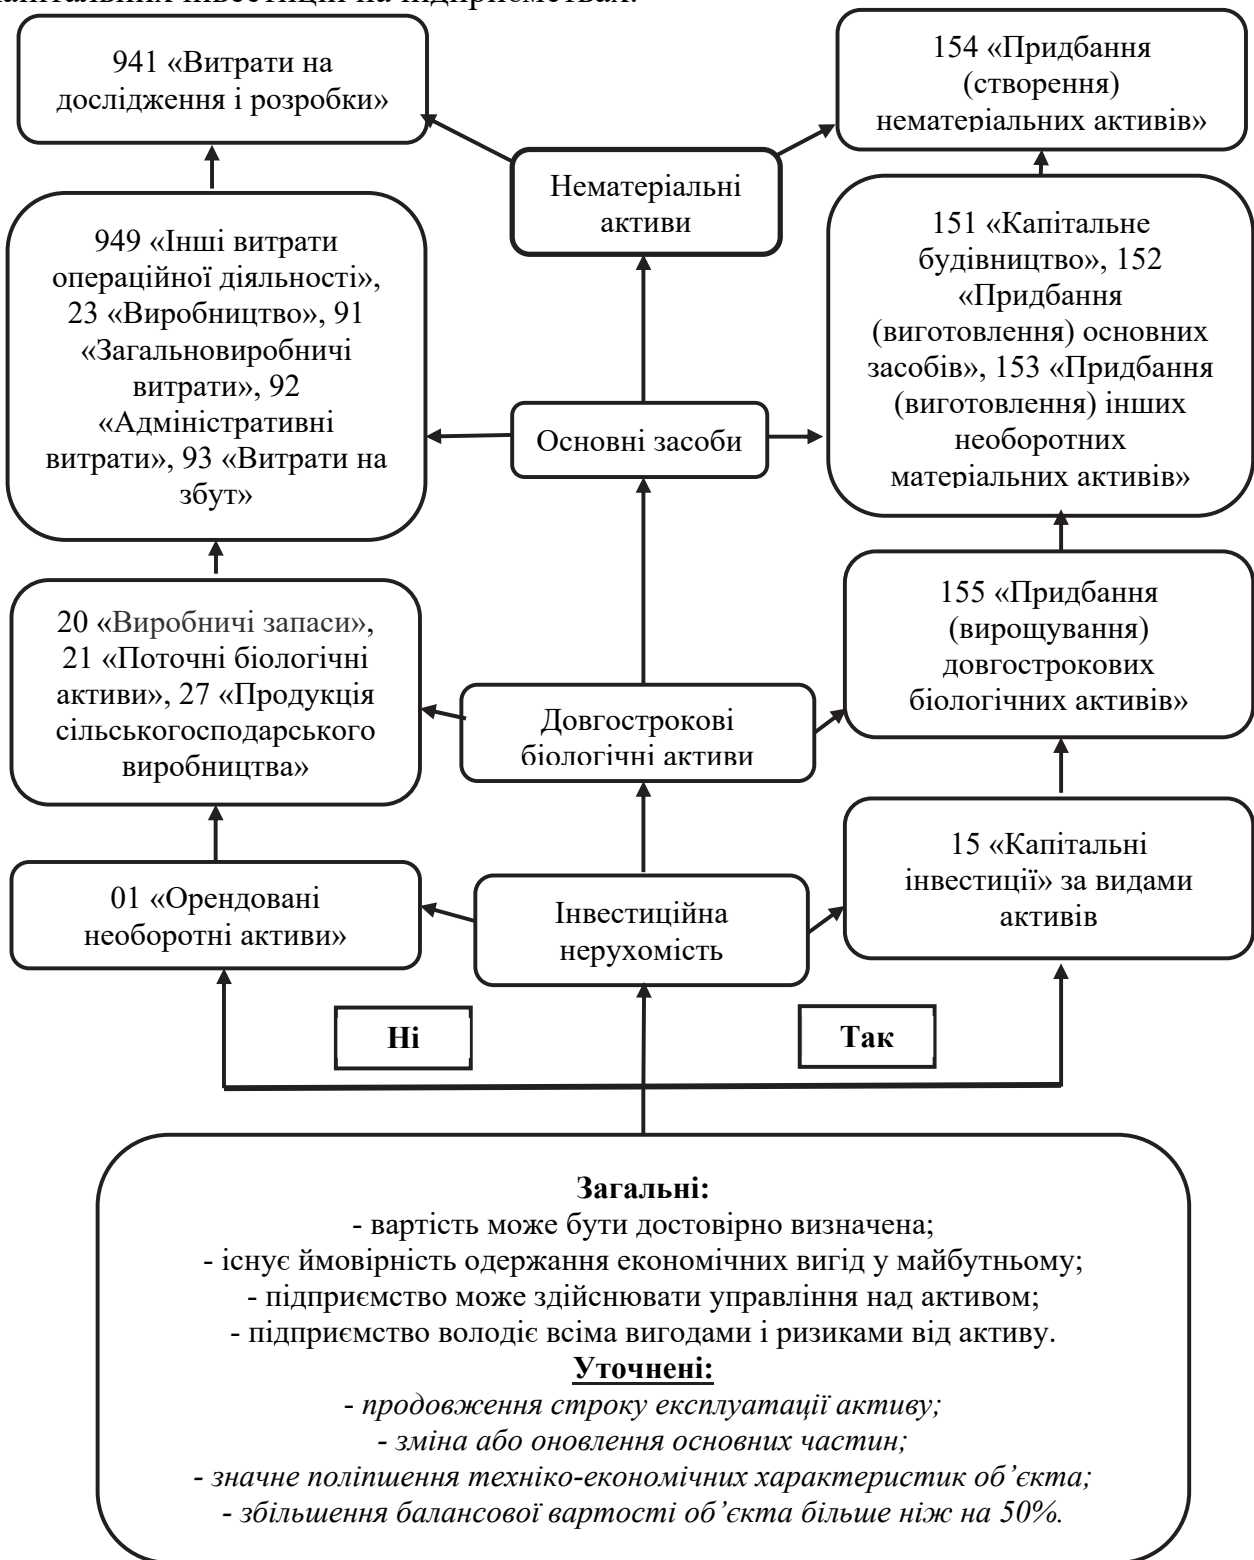 капітальних інвестицій на підприємствах.
941 «Витрати на
дослідження і розробки»
154 «Придбання
(створення)
нематеріальних активів»
Нематеріальні
активи
949 «Інші витрати
операційної діяльності»,
23 «Виробництво», 91
«Загальновиробничі
витрати», 92
«Адміністративні
витрати», 93 «Витрати на
збут»
151 «Капітальне
будівництво», 152
«Придбання
(виготовлення) основних
засобів», 153 «Придбання
(виготовлення) інших
необоротних
матеріальних активів»
Основні засоби
20 «Виробничі запаси»,
21 «Поточні біологічні
активи», 27 «Продукція
сільськогосподарського
виробництва»
155 «Придбання
(вирощування)
довгострокових
біологічних активів»
Довгострокові
біологічні активи
01 «Орендовані
необоротні активи»
Інвестиційна
нерухомість
15 «Капітальні
інвестиції» за видами
активів
Ні
Так
Загальні:
- вартість може бути достовірно визначена;
- існує ймовірність одержання економічних вигід у майбутньому;
- підприємство може здійснювати управління над активом;
- підприємство володіє всіма вигодами і ризиками від активу.
Уточнені:
- продовження строку експлуатації активу;
- зміна або оновлення основних частин;
- значне поліпшення техніко-економічних характеристик об’єкта;
- збільшення балансової вартості об’єкта більше ніж на 50%.